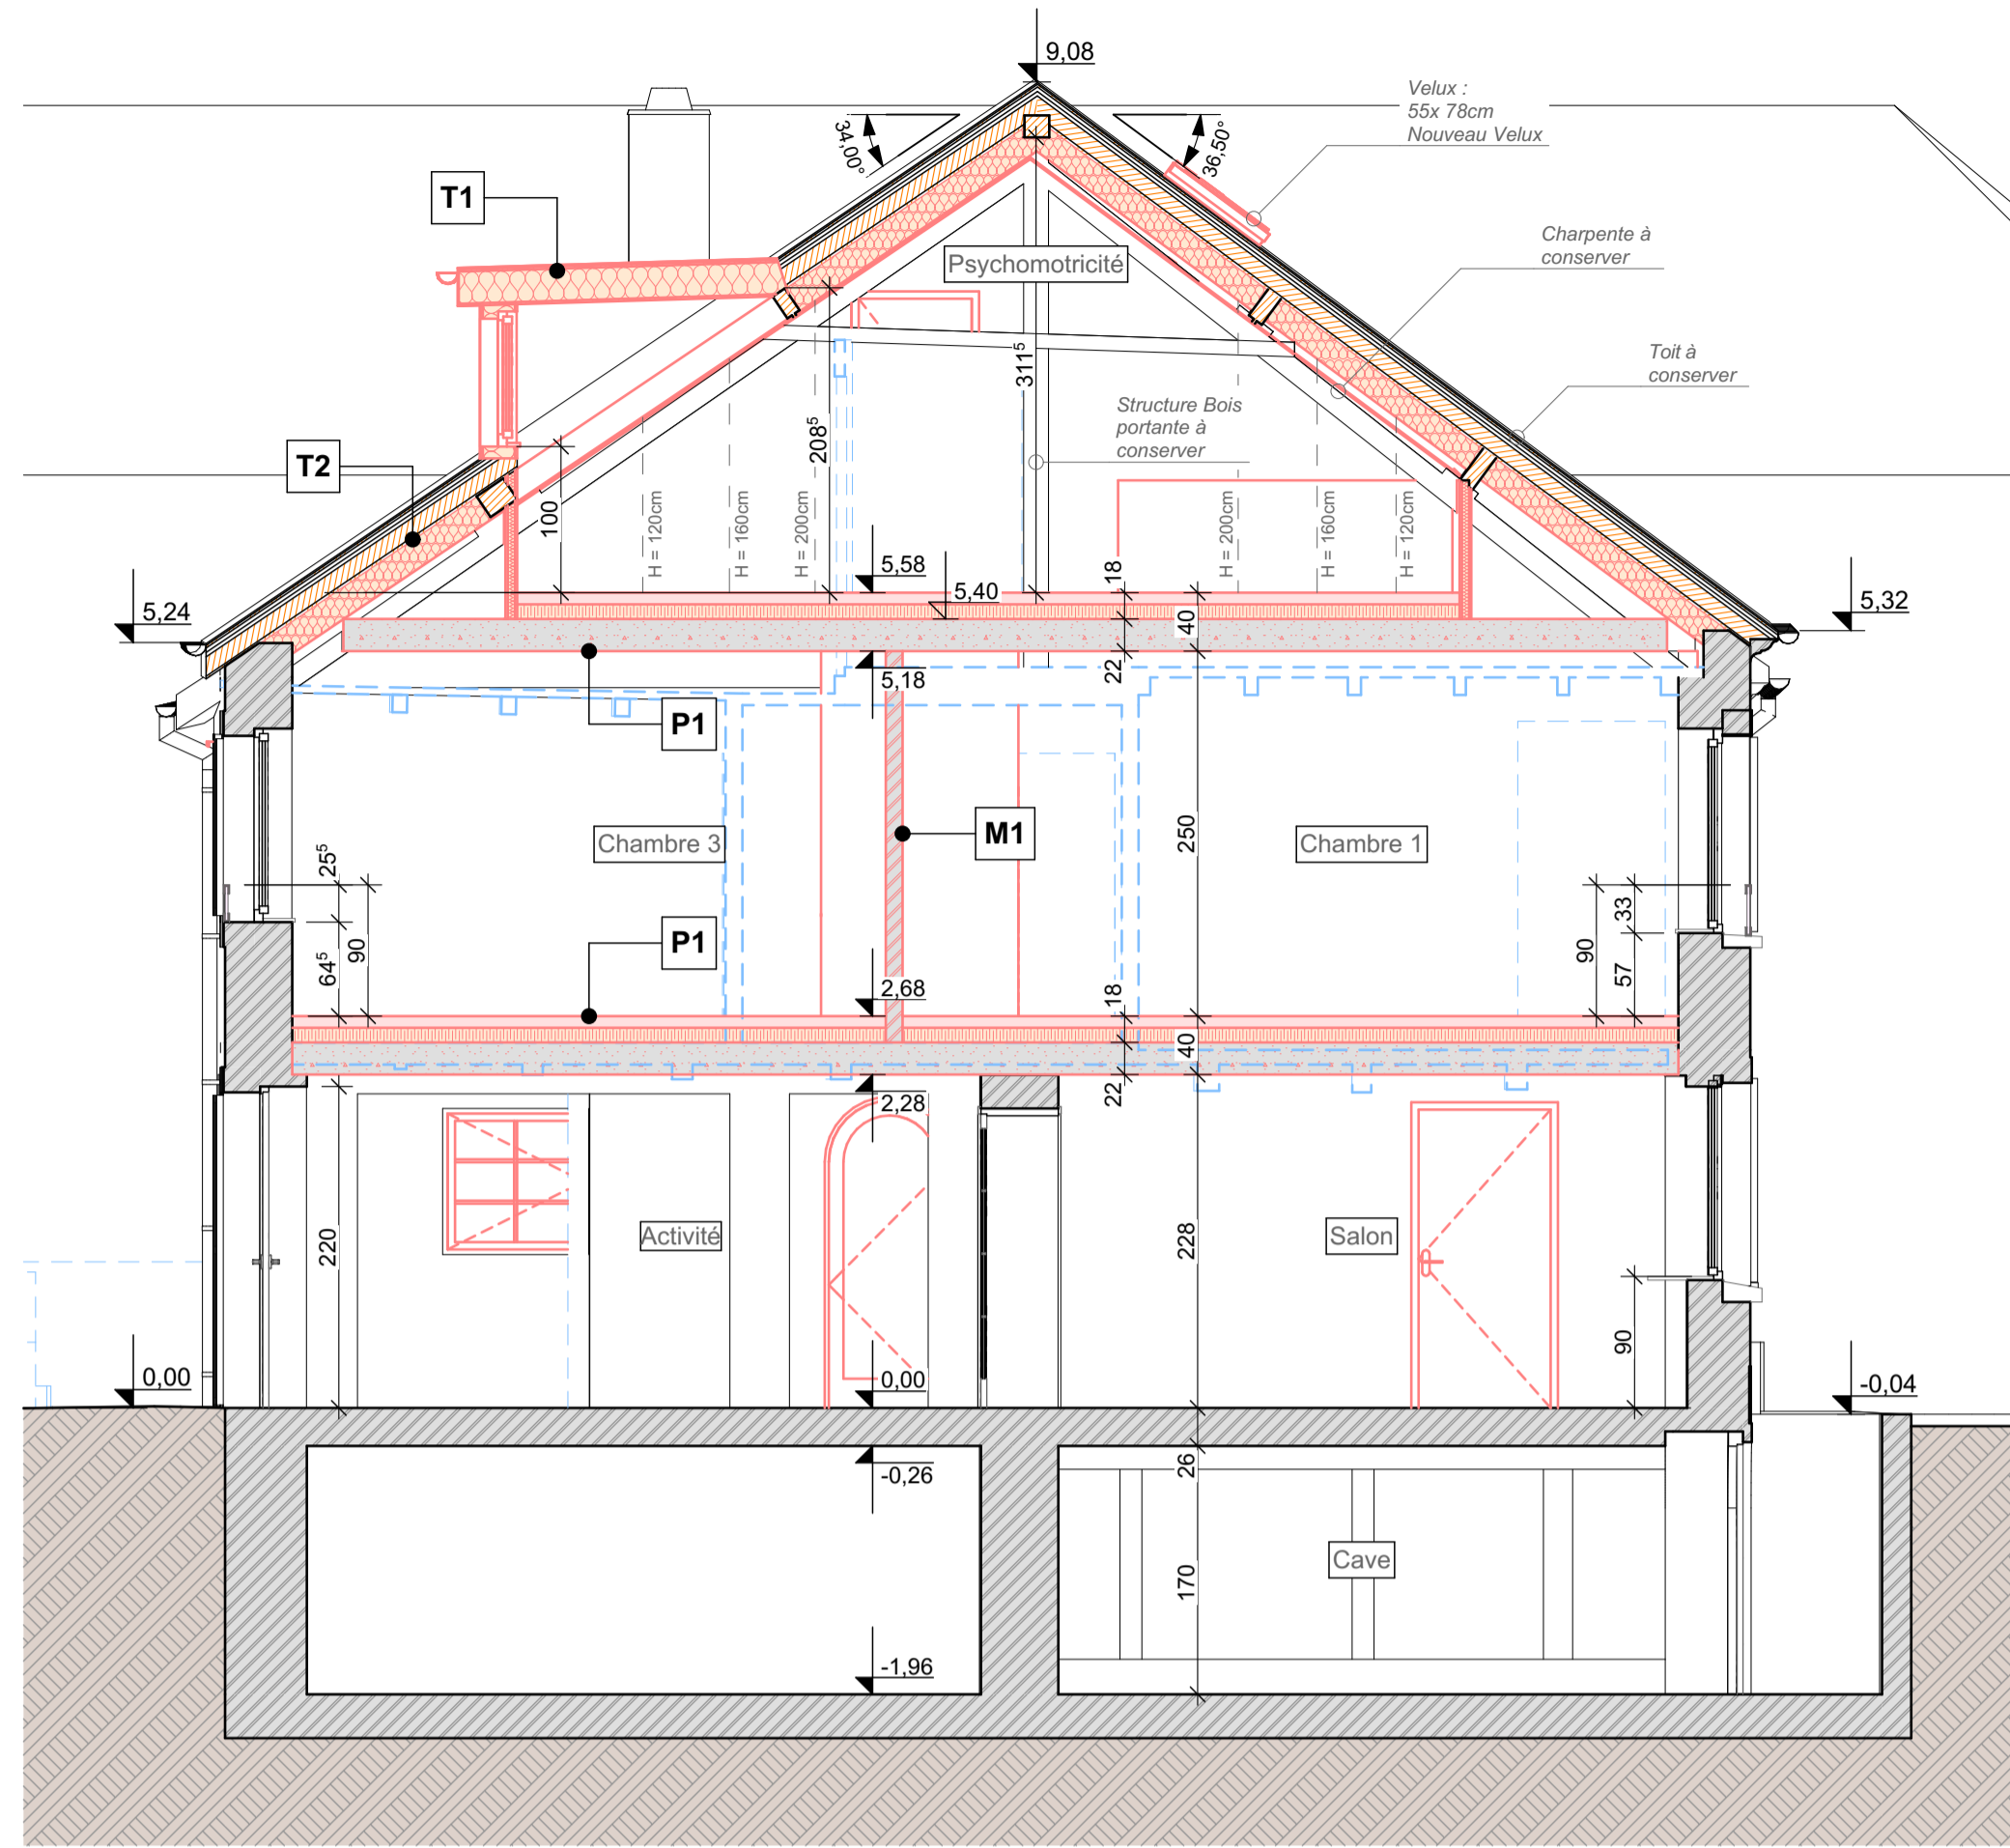 9,08
Velux :
55x 78cm
Nouveau Velux
34,00°
36,50°
T1
Charpente à
conserver
Psychomotricité
Toit à
conserver
311⁵
208⁵
Structure Bois
portante à
conserver
T2
100
H = 120cm
H = 160cm
H = 200cm
H = 200cm
H = 160cm
H = 120cm
5,58
5,40
18
40
22
5,24
5,32
5,18
P1
M1
Chambre 3
Chambre 1
250
25⁵
64⁵
90
90
33
57
P1
2,68
18
40
22
2,28
220
Activité
228
Salon
90
0,00
0,00
-0,04
-0,26
26
170
Cave
-1,96